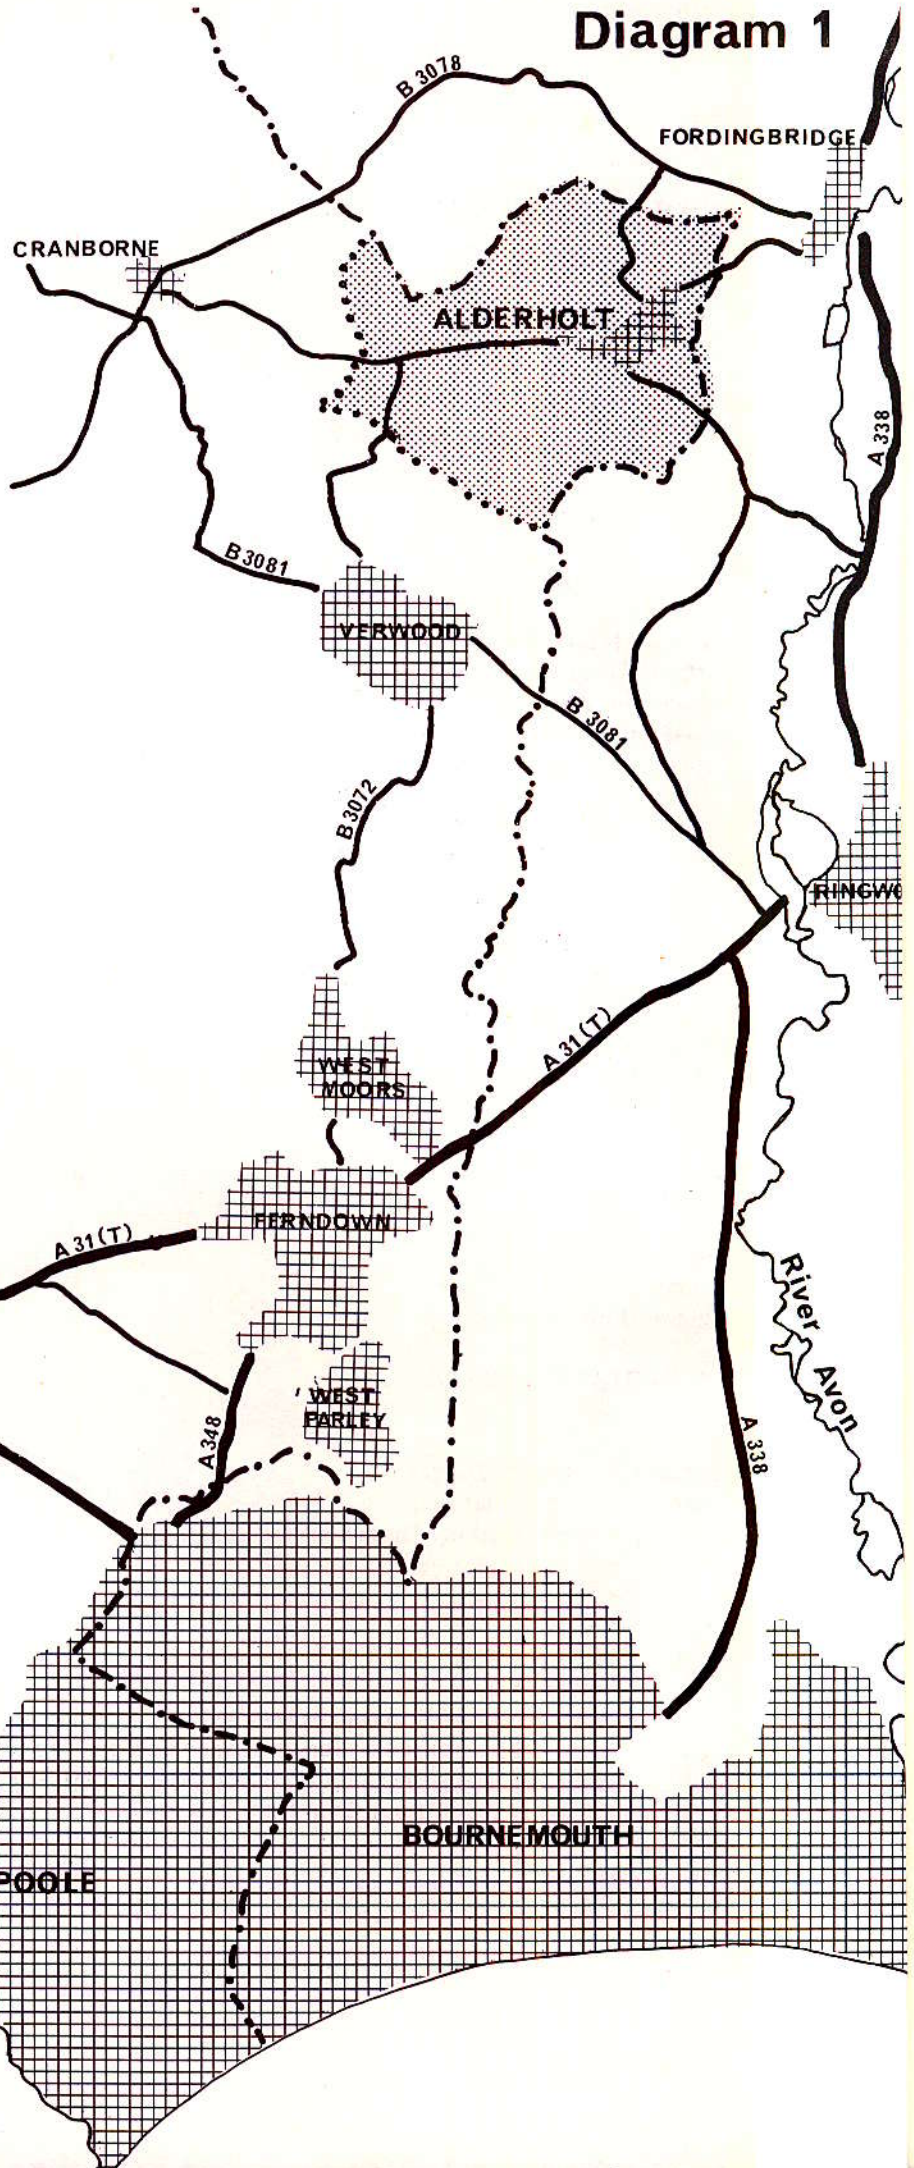 Diagram 1
B 3078
FORDINGBRIDGE
CRANBORNE
ALDERHOLT
A 338
B 3081
VERWOOD
B 3081
B 3072
RINGWO
A 31(T)
WEST
MOORS
FERNDOWN
A 31(T)
River Avon
WEST
PARLEY
A 348
A 338
BOURNEMOUTH
POOLE